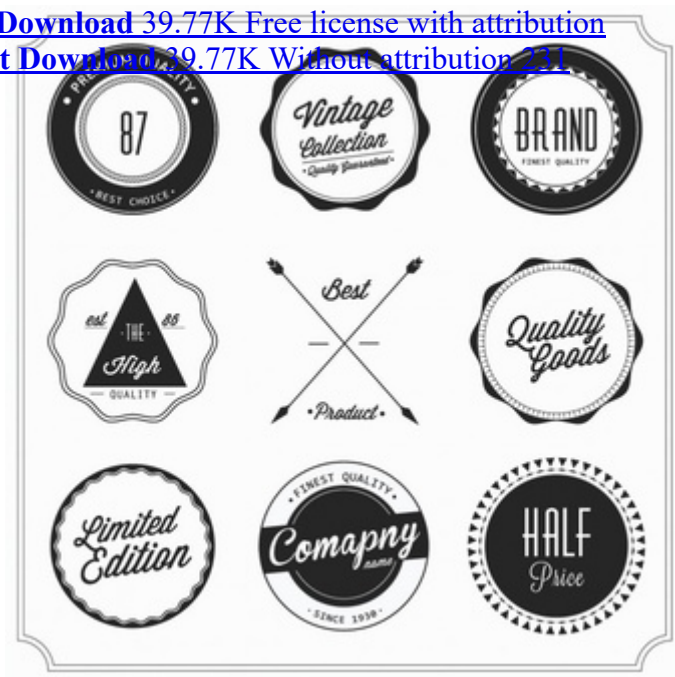 Download 39.77K Free license with attribution
t Download 39.77K Without attribution 231
87
BEST CHOICE
Vintage
Collection
Quality Guaranteed
BRAND
FINEST QUALITY
est 85
THE
High
QUALITY
Best
Product
Quality
Goods
Limited
Edition
FINEST QUALITY
Comapny
name
SINCE 1930
HALF
Price